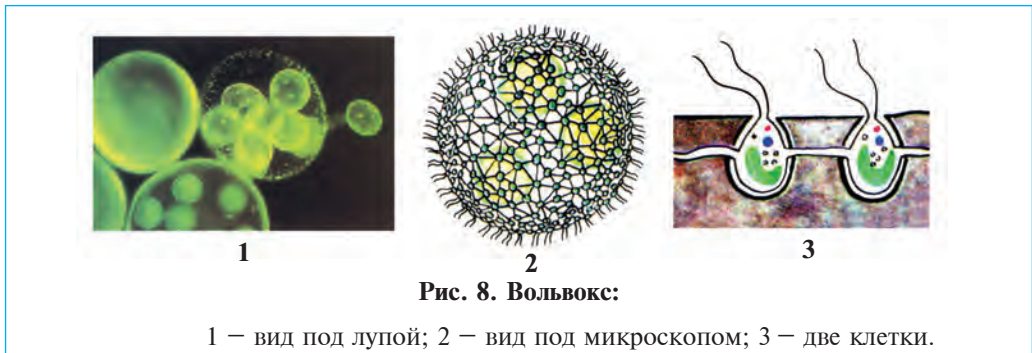 1
2
3
Рис. 8. Вольвокс:
1 – вид под лупой; 2 – вид под микроскопом; 3 – две клетки.